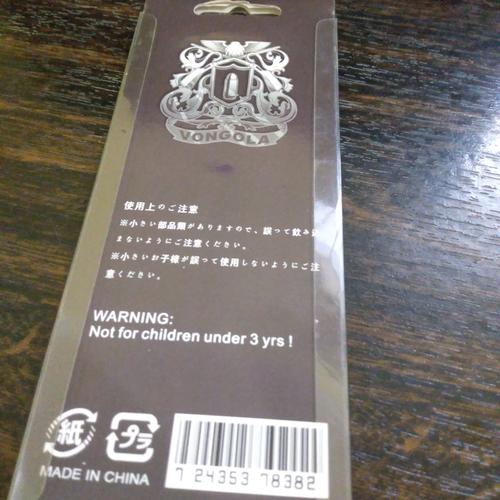 VONGOLA
使用上のご注意
※小さい部品類がありますので、誤って飲み込
まないようにご注意ください。
※小さいお子様が誤って使用しないようにご注
意ください。
WARNING:
Not for children under 3 yrs !
紙 プラ
MADE IN CHINA
7 24353 78382